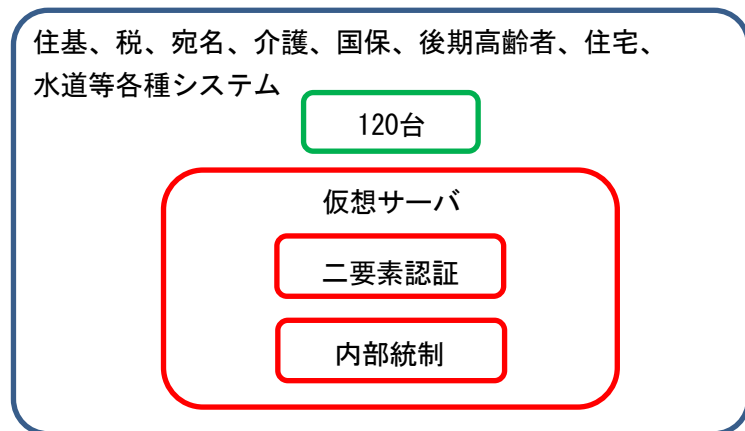 住基、税、宛名、介護、国保、後期高齢者、住宅、
水道等各種システム
120台
仮想サーバ
二要素認証
内部統制